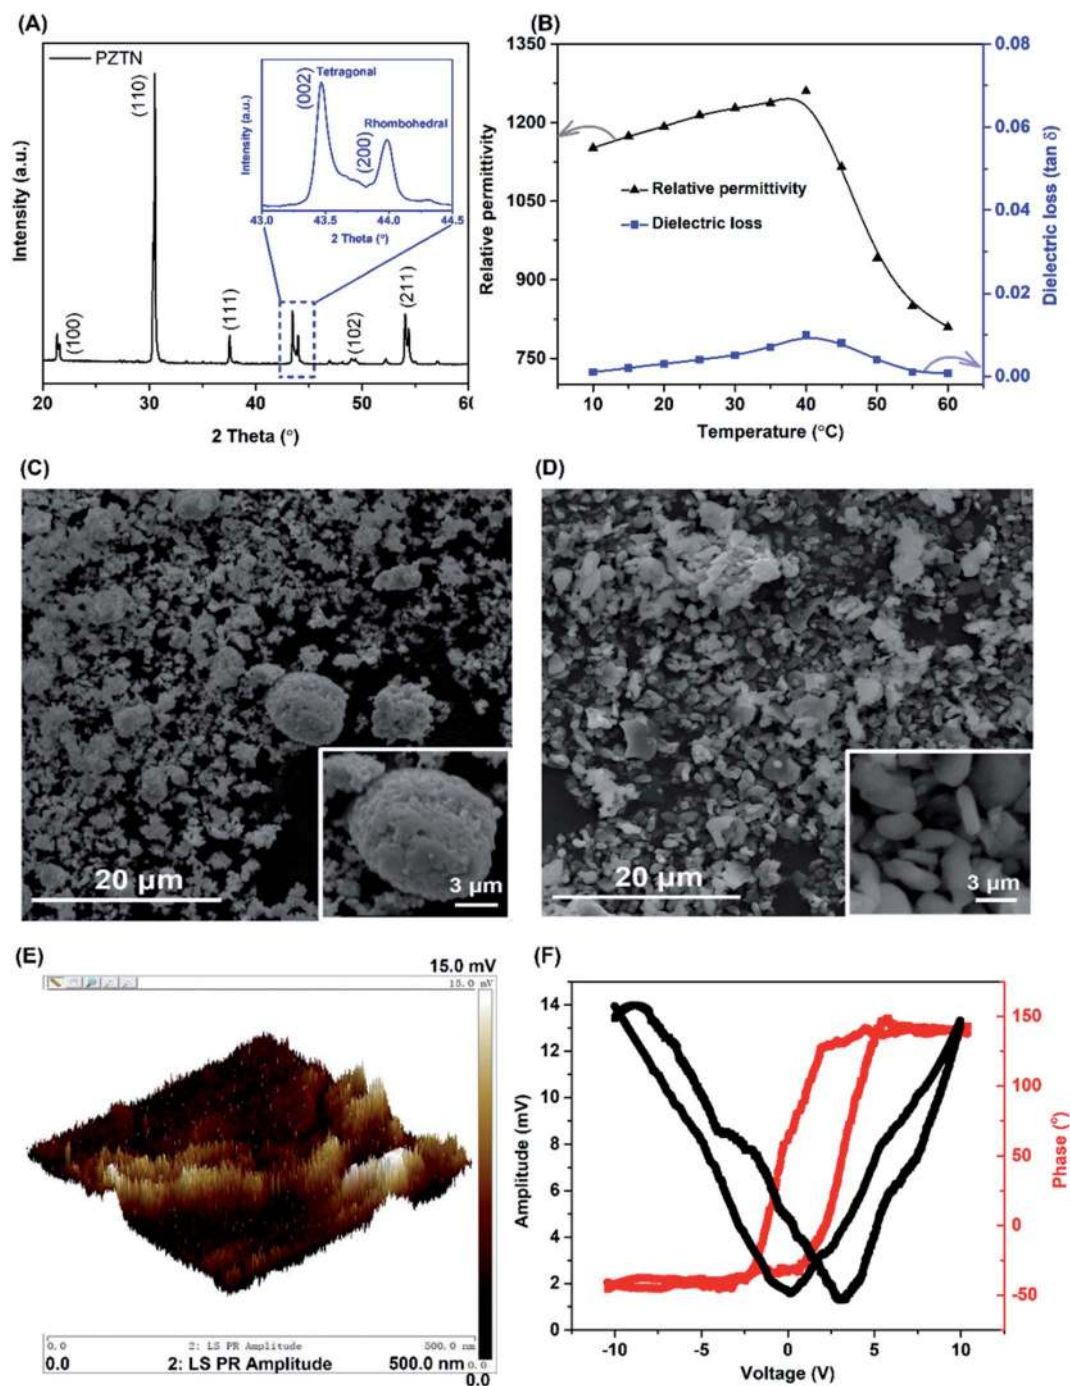 (A)
PZTN
Intensity (a.u.)
(100)
(110)
(111)
(102)
(211)
20 30 40 50 60
2 Theta (°)
Tetragonal
(002)
Rhombohedral
(200)
Intensity (a.u.)
43.0 43.5 44.0 44.5
2 Theta (°)
(B)
1350
1200
1050
900
750
Relative permittivity
Relative permittivity
Dielectric loss
0.08
0.06
0.04
0.02
0.00
Dielectric loss (tan δ)
10 20 30 40 50 60
Temperature (°C)
(C)
20 µm
3 µm
(D)
20 µm
3 µm
(E)
15.0 mV
15.0 mV
0.0 2: LS PR Amplitude 500.0 nm 0.0
0.0 2: LS PR Amplitude 500.0 nm
0.0
(F)
14
12
10
8
6
4
2
0
Amplitude (mV)
150
100
50
0
-50
Phase (°)
-10 -5 0 5 10
Voltage (V)